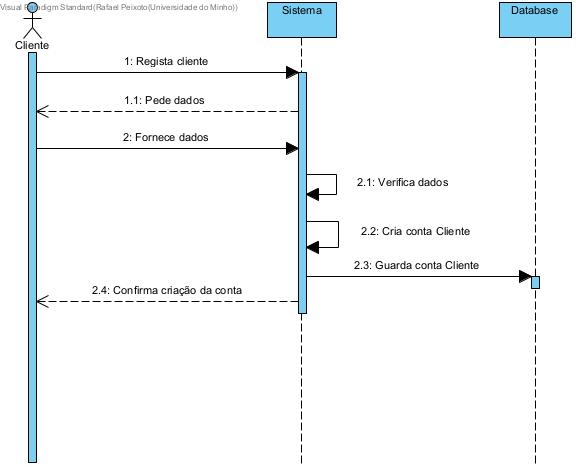 Visual Paradigm Standard(Rafael Peixoto(Universidade do Minho))
Sistema
Database
Cliente
1: Regista cliente
1.1: Pede dados
2: Fornece dados
2.1: Verifica dados
2.2: Cria conta Cliente
2.3: Guarda conta Cliente
2.4: Confirma criação da conta